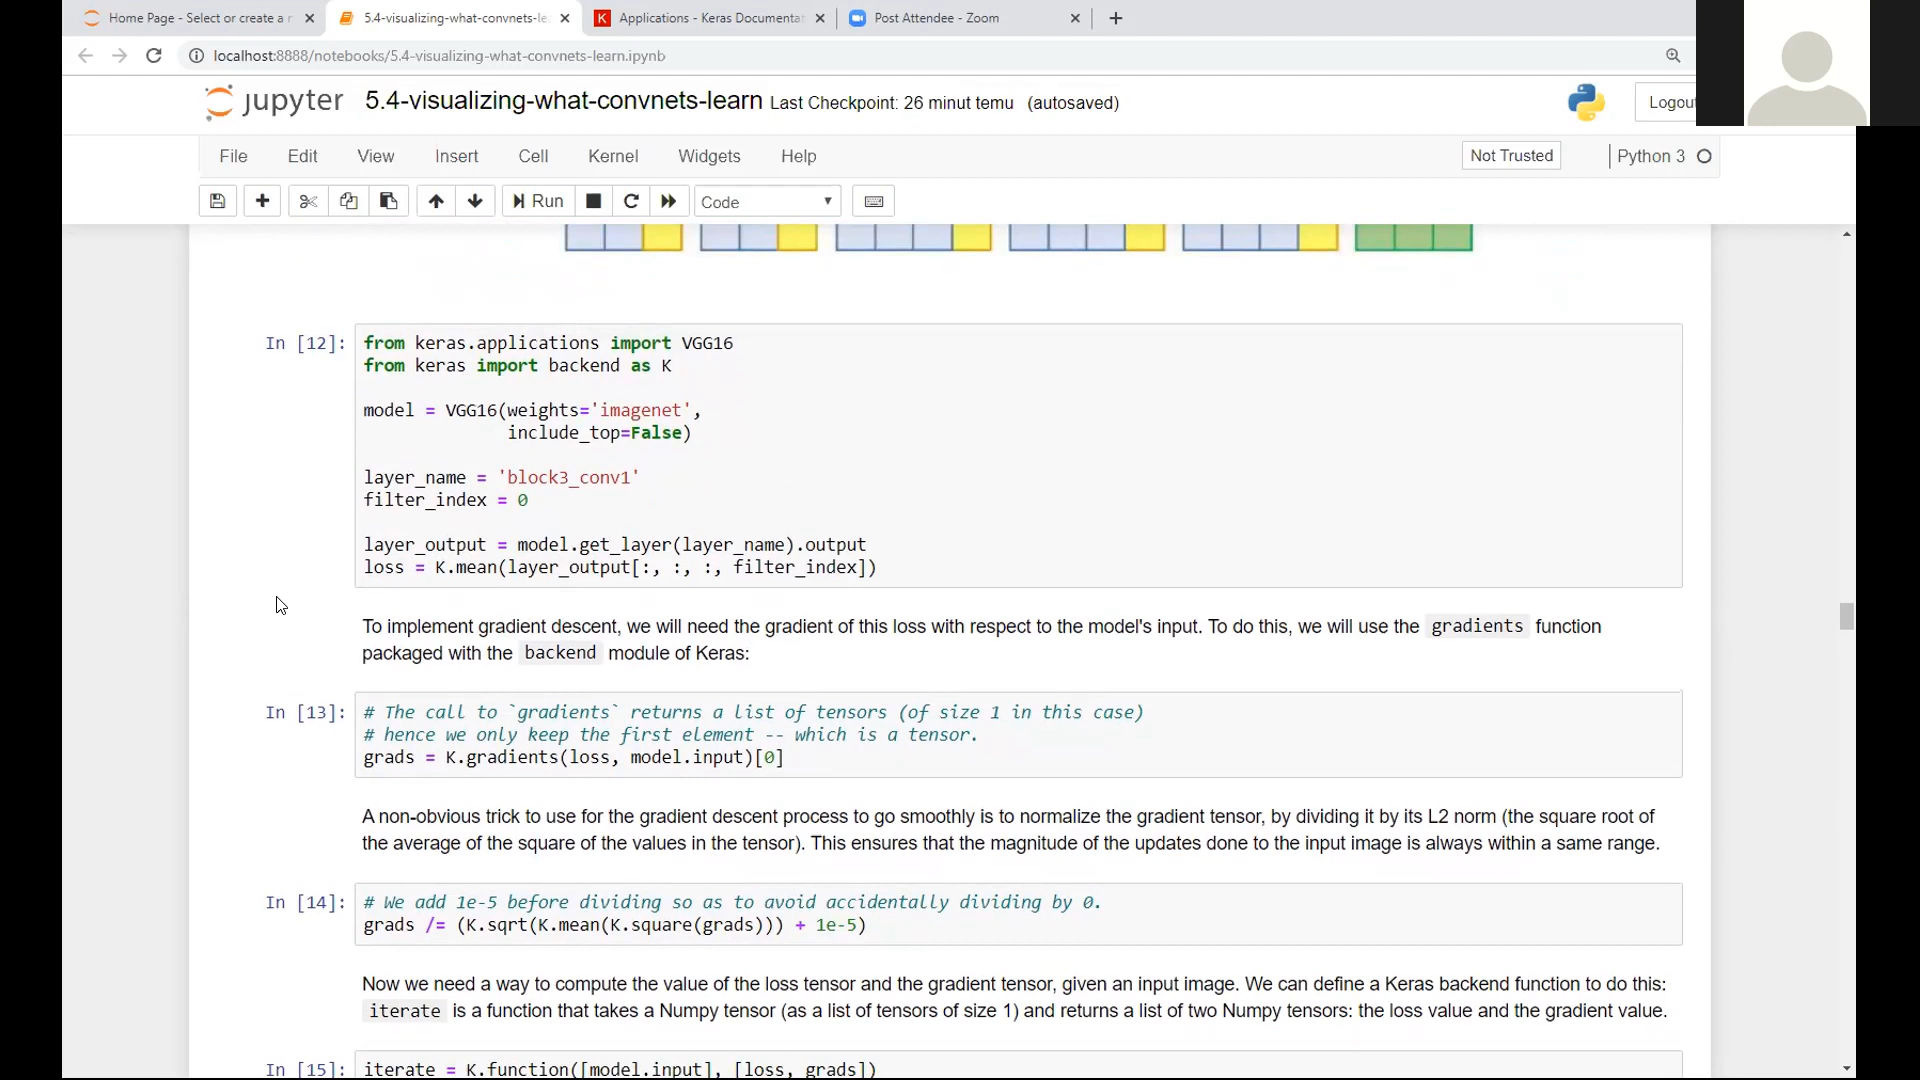 Home Page - Select or create a n
5.4-visualizing-what-convnets-le
Applications - Keras Documentat
Post Attendee - Zoom
localhost:8888/notebooks/5.4-visualizing-what-convnets-learn.ipynb
jupyter 5.4-visualizing-what-convnets-learn Last Checkpoint: 26 minut temu (autosaved)
Logout
File Edit View Insert Cell Kernel Widgets Help
Not Trusted
Python 3
Run
Code
In [12]:
from keras.applications import VGG16
from keras import backend as K
model = VGG16(weights='imagenet',
include_top=False)
layer_name = 'block3_conv1'
filter_index = 0
layer_output = model.get_layer(layer_name).output
loss = K.mean(layer_output[:, :, :, filter_index])
To implement gradient descent, we will need the gradient of this loss with respect to the model's input. To do this, we will use the gradients function
packaged with the backend module of Keras:
In [13]:
# The call to `gradients` returns a list of tensors (of size 1 in this case)
# hence we only keep the first element -- which is a tensor.
grads = K.gradients(loss, model.input)[0]
A non-obvious trick to use for the gradient descent process to go smoothly is to normalize the gradient tensor, by dividing it by its L2 norm (the square root of
the average of the square of the values in the tensor). This ensures that the magnitude of the updates done to the input image is always within a same range.
In [14]:
# We add 1e-5 before dividing so as to avoid accidentally dividing by 0.
grads /= (K.sqrt(K.mean(K.square(grads))) + 1e-5)
Now we need a way to compute the value of the loss tensor and the gradient tensor, given an input image. We can define a Keras backend function to do this:
iterate is a function that takes a Numpy tensor (as a list of tensors of size 1) and returns a list of two Numpy tensors: the loss value and the gradient value.
In [15]:
iterate = K.function([model.input], [loss, grads])